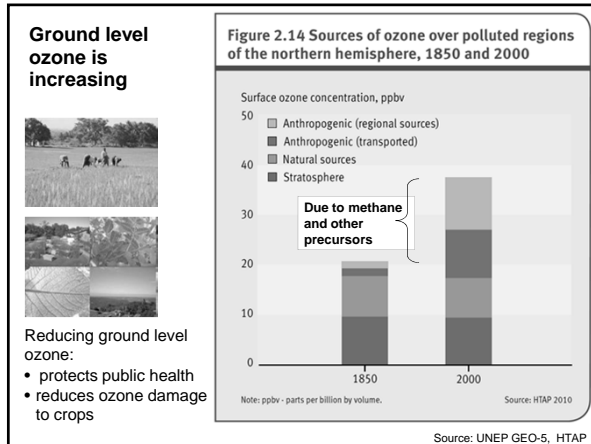 Ground level
ozone is
increasing
Reducing ground level
ozone:
• protects public health
• reduces ozone damage
to crops
Figure 2.14 Sources of ozone over polluted regions
of the northern hemisphere, 1850 and 2000
Surface ozone concentration, ppbv
50
40
30
20
10
0
Anthropogenic (regional sources)
Anthropogenic (transported)
Natural sources
Stratosphere
Due to methane
and other
precursors
1850
2000
Note: ppbv - parts per billion by volume.
Source: HTAP 2010
Source: UNEP GEO-5, HTAP